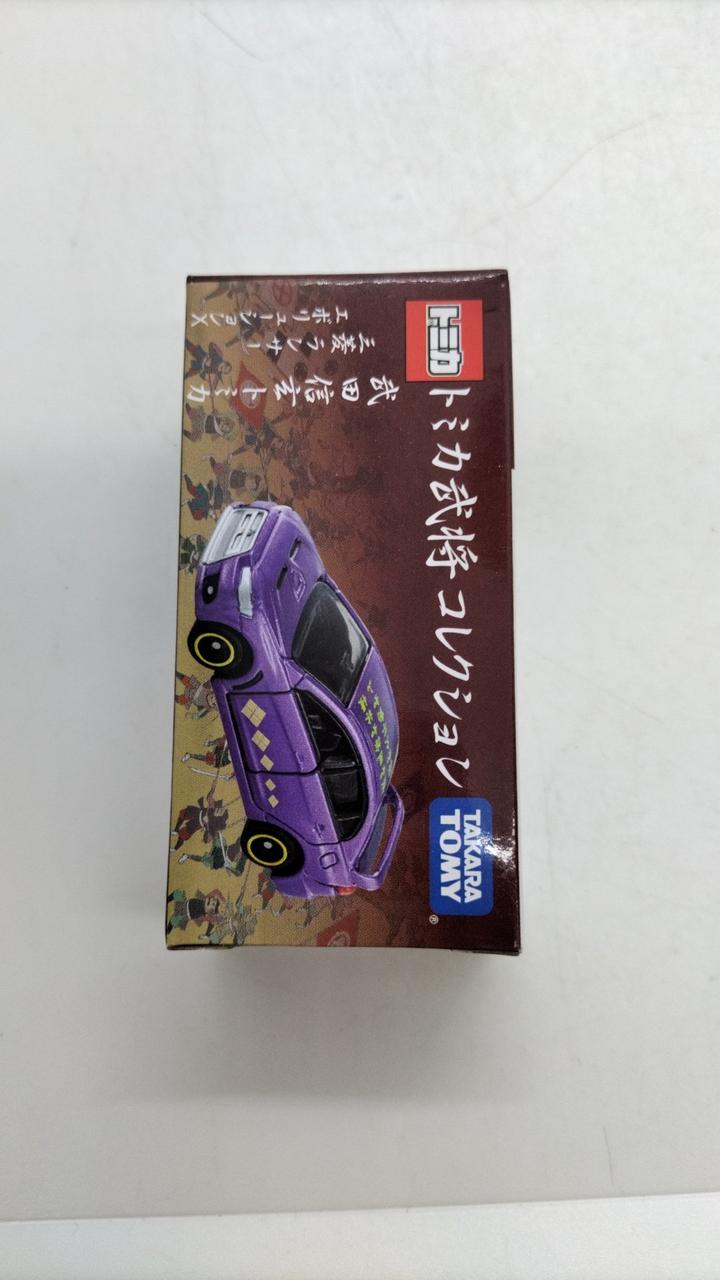 トミカ
トミカ武将コレクション
TAKARA
TOMY
®
武田信玄トミカ
三菱ランサー
エボリューションX